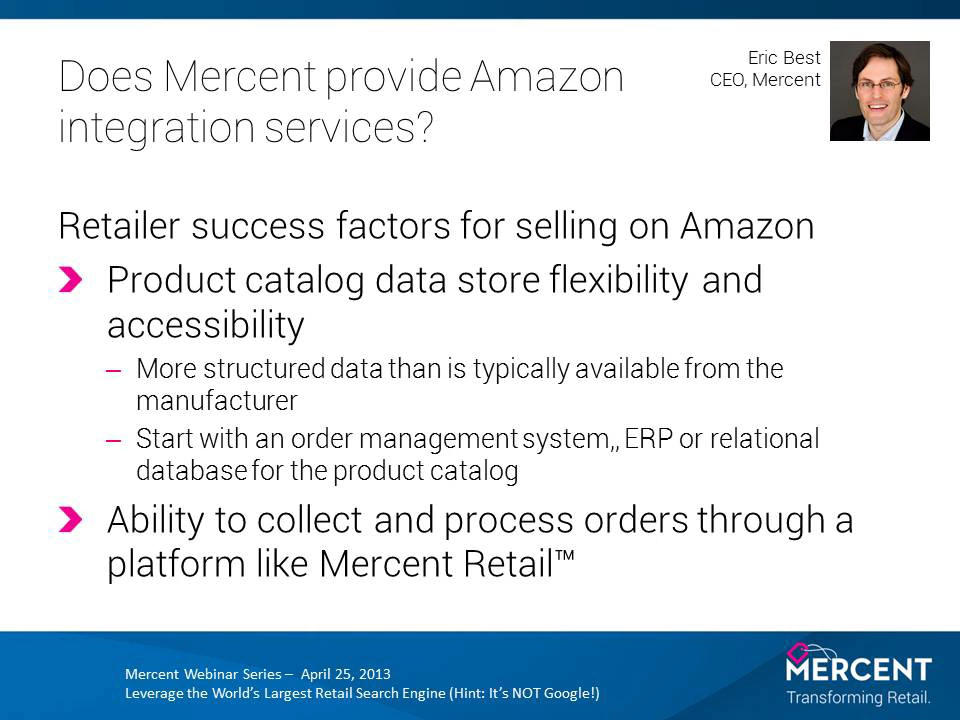 Does Mercent provide Amazon
integration services?
Eric Best
CEO, Mercent
Retailer success factors for selling on Amazon
Product catalog data store flexibility and
accessibility
– More structured data than is typically available from the
manufacturer
– Start with an order management system,, ERP or relational
database for the product catalog
Ability to collect and process orders through a
platform like Mercent Retail™
Mercent Webinar Series – April 25, 2013
Leverage the World's Largest Retail Search Engine (Hint: It's NOT Google!)
MERCENT
Transforming Retail.